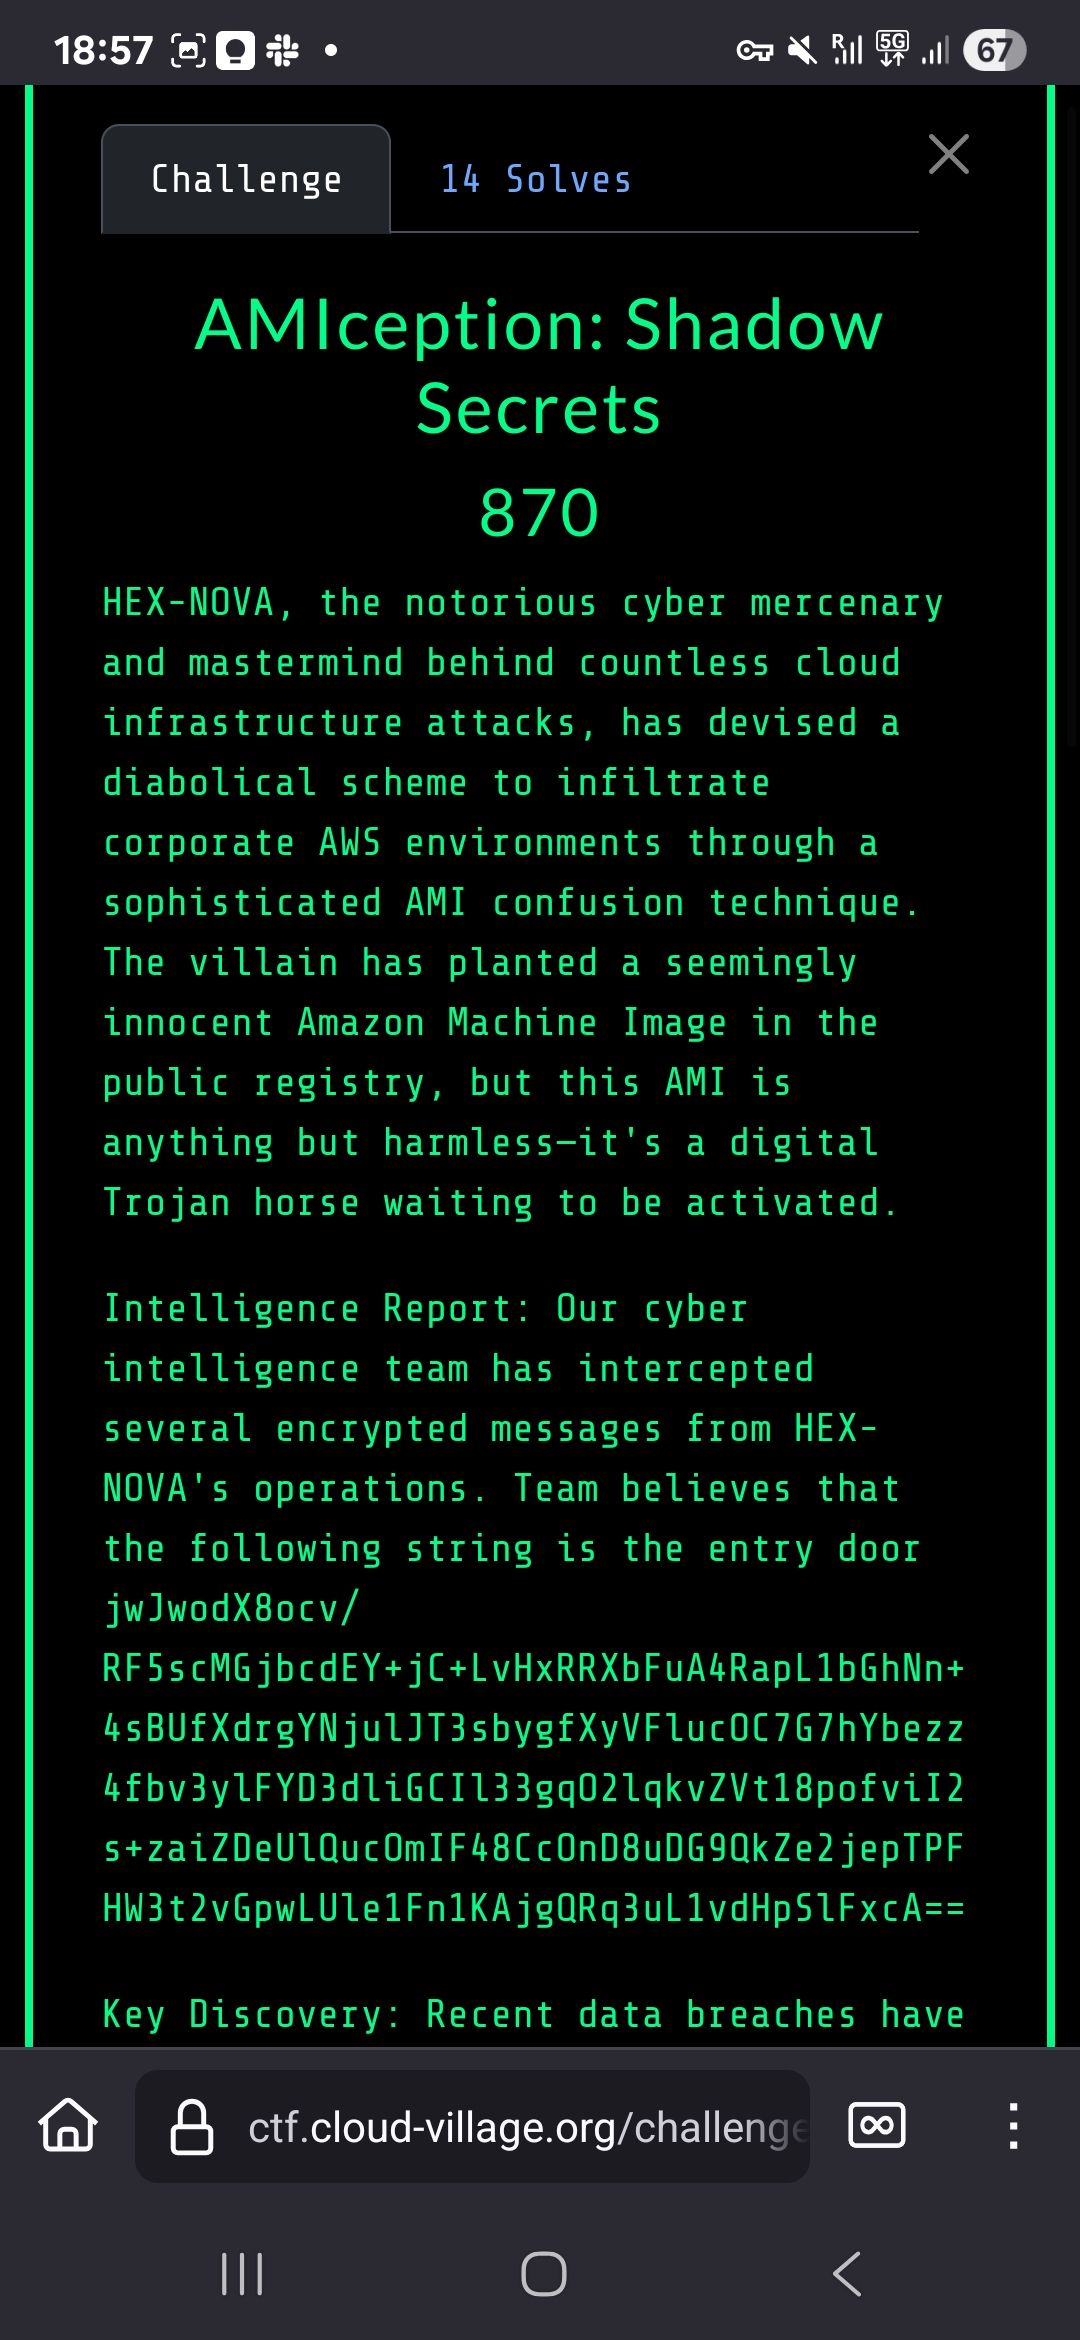 18:57
R
5G
67
Challenge
14 Solves
AMIception: Shadow
Secrets
870
HEX-NOVA, the notorious cyber mercenary
and mastermind behind countless cloud
infrastructure attacks, has devised a
diabolical scheme to infiltrate
corporate AWS environments through a
sophisticated AMI confusion technique.
The villain has planted a seemingly
innocent Amazon Machine Image in the
public registry, but this AMI is
anything but harmless—it's a digital
Trojan horse waiting to be activated.
Intelligence Report: Our cyber
intelligence team has intercepted
several encrypted messages from HEX-
NOVA's operations. Team believes that
the following string is the entry door
jwJwodX8ocv/
RF5scMGjbcdEY+jC+LvHxRRXbFuA4RapL1bGhNn+
4sBUfXdrgYNjulJT3sbygfXyVFlucOC7G7hYbezz
4fbv3ylFYD3dliGCIl33gqO2lqkvZVt18pofviI2
s+zaiZDeUlQucOmIF48CcOnD8uDG9QkZe2jepTPF
HW3t2vGpwLUle1Fn1KAjgQRq3uL1vdHpSlFxcA==
Key Discovery: Recent data breaches have
ctf.cloud-village.org/challenge